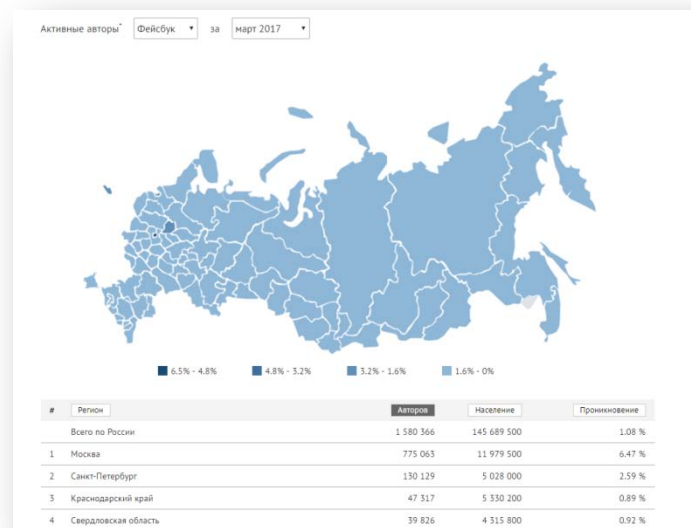 Активные авторы* Фейсбук за март 2017
6.5% - 4.8% 4.8% - 3.2% 3.2% - 1.6% 1.6% - 0%
# Регион Авторов Население Проникновение
Всего по России 1 580 366 145 689 500 1.08 %
1 Москва 775 063 11 979 500 6.47 %
2 Санкт-Петербург 130 129 5 028 000 2.59 %
3 Краснодарский край 47 317 5 330 200 0.89 %
4 Свердловская область 39 826 4 315 800 0.92 %